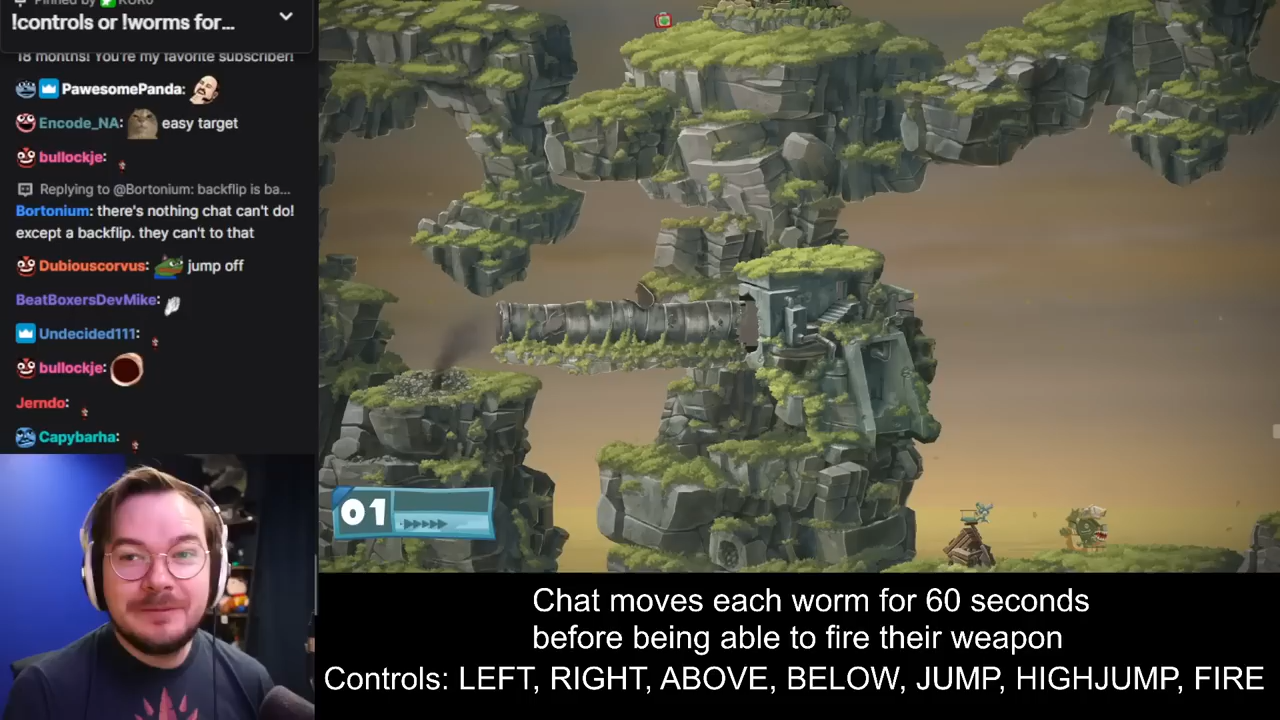 Pinned by KoRo
!controls or !worms for...
18 months! You're my favorite subscriber!
PawesomePanda:
Encode_NA: easy target
bullockje:
Replying to @Bortonium: backflip is ba...
Bortonium: there's nothing chat can't do!
except a backflip. they can't to that
Dubiouscorvus: jump off
BeatBoxersDevMike:
Undecided111:
bullockje:
Jerndo:
Capybarha:
01
Chat moves each worm for 60 seconds
before being able to fire their weapon
Controls: LEFT, RIGHT, ABOVE, BELOW, JUMP, HIGHJUMP, FIRE